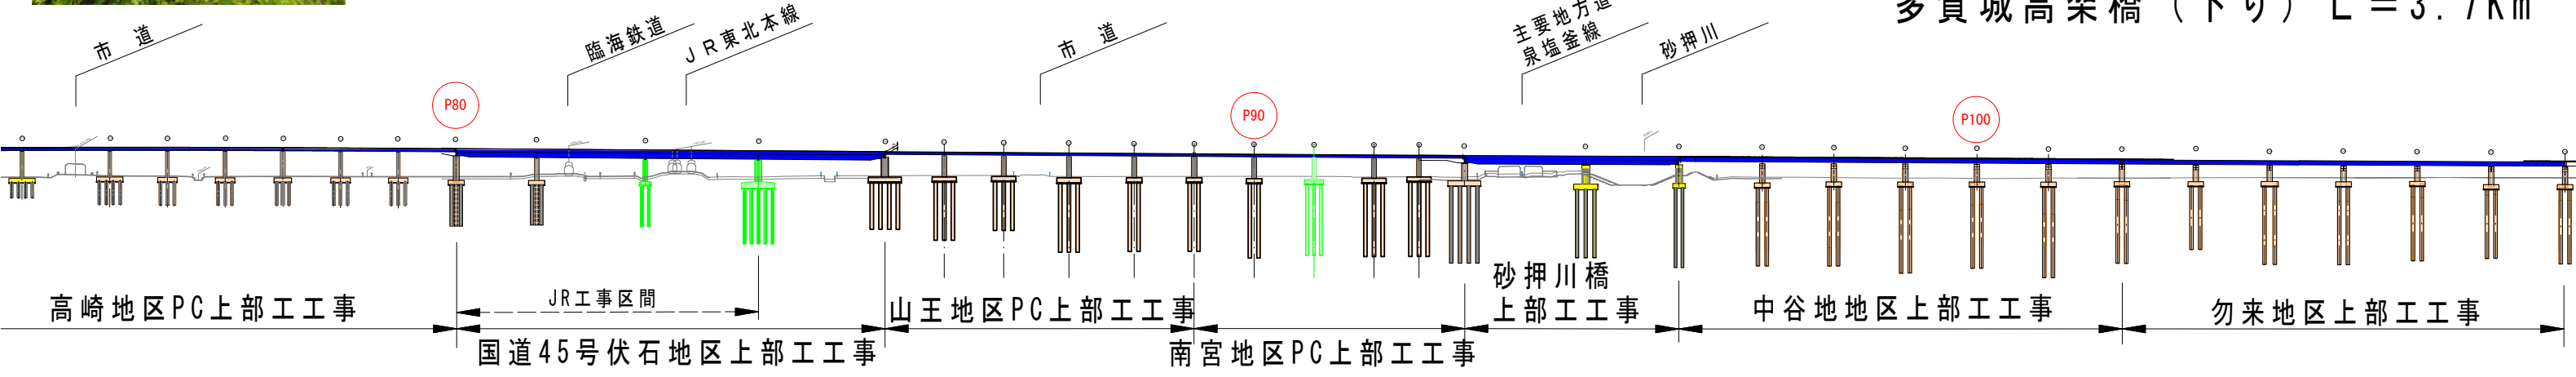 多賀城高架橋（下り）L＝3.7Km
市道
臨海鉄道
JR東北本線
市道
主要地方道
泉塩釜線
砂押川
P80
P90
P100
高崎地区PC上部工工事
JR工事区間
国道45号伏石地区上部工工事
山王地区PC上部工工事
南宮地区PC上部工工事
砂押川橋
上部工工事
中谷地地区上部工工事
勿来地区上部工工事